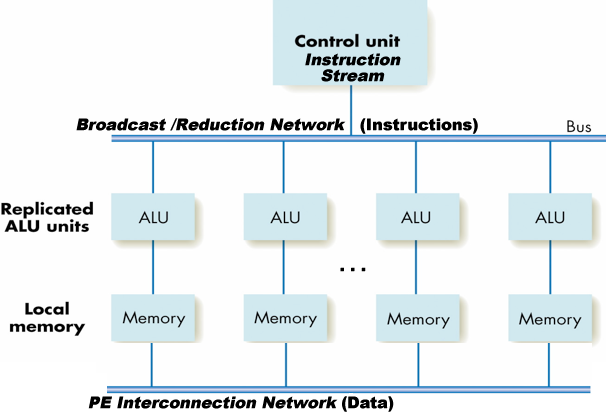 Control unit
Instruction
Stream
Broadcast /Reduction Network (Instructions)
Bus
Replicated
ALU units
ALU
ALU
ALU
ALU
...
Local
memory
Memory
Memory
Memory
Memory
PE Interconnection Network (Data)